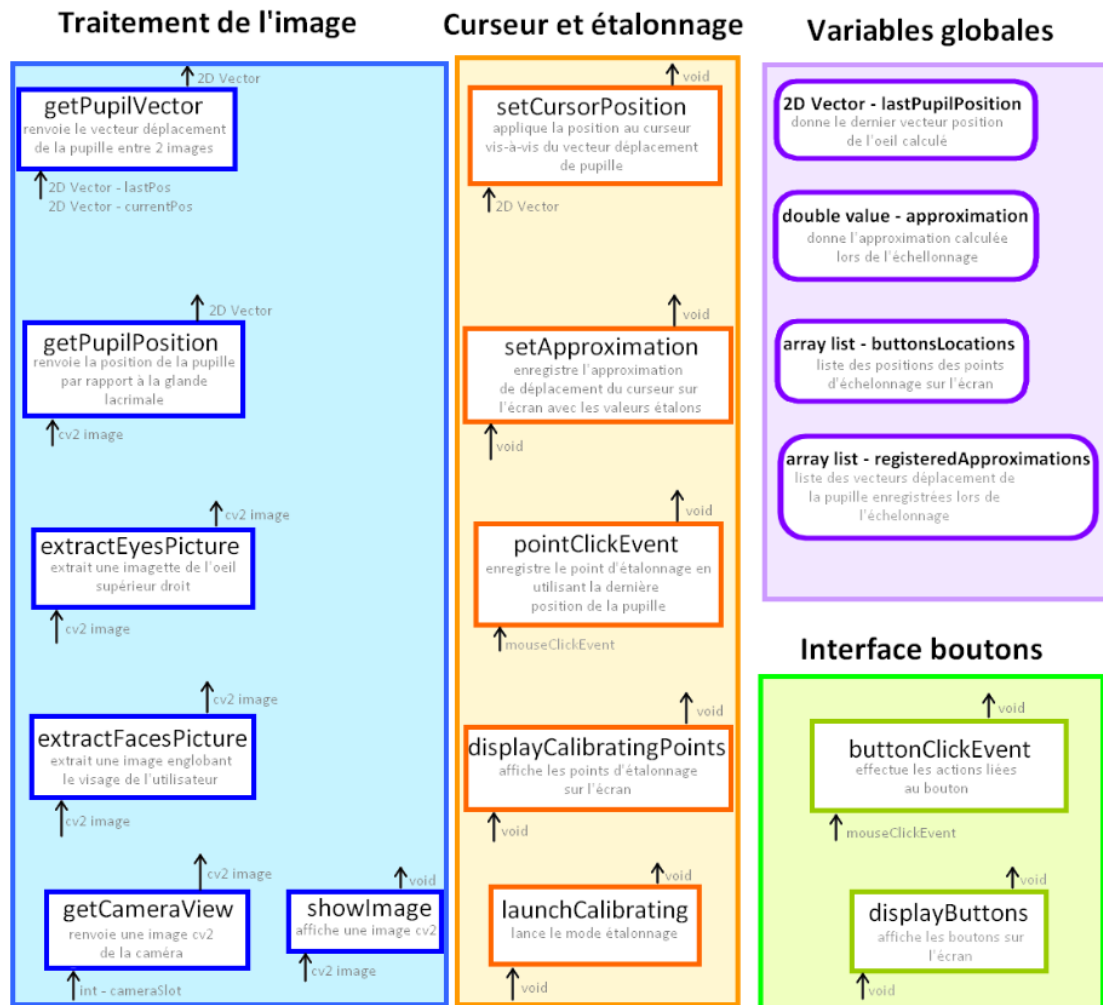 Traitement de l'image
2D Vector
getPupilVector
renvoie le vecteur déplacement
de la pupille entre 2 images
2D Vector - lastPos
2D Vector - currentPos
2D Vector
getPupilPosition
renvoie la position de la pupille
par rapport à la glande
lacrimale
cv2 image
cv2 image
extractEyesPicture
extrait une imagette de l'oeil
supérieur droit
cv2 image
cv2 image
extractFacesPicture
extrait une image englobant
le visage de l'utilisateur
cv2 image
cv2 image
getCameraView
renvoie une image cv2
de la caméra
int - cameraSlot
void
showImage
affiche une image cv2
cv2 image
Curseur et étalonnage
void
setCursorPosition
applique la position au curseur
vis-à-vis du vecteur déplacement
de pupille
2D Vector
void
setApproximation
enregistre l'approximation
de déplacement du curseur sur
l'écran avec les valeurs étalons
void
void
pointClickEvent
enregistre le point d'étalonnage en
utilisant la dernière
position de la pupille
mouseClickEvent
void
displayCalibratingPoints
affiche les points d'étalonnage
sur l'écran
void
void
launchCalibrating
lance le mode étalonnage
void
Variables globales
2D Vector - lastPupilPosition
donne le dernier vecteur position
de l'oeil calculé
double value - approximation
donne l'approximation calculée
lors de l'échellonnage
array list - buttonsLocations
liste des positions des points
d'échelonnage sur l'écran
array list - registeredApproximations
liste des vecteurs déplacement de
la pupille enregistrées lors de
l'échelonnage
Interface boutons
void
buttonClickEvent
effectue les actions liées
au bouton
mouseClickEvent
void
displayButtons
affiche les boutons sur
l'écran
void